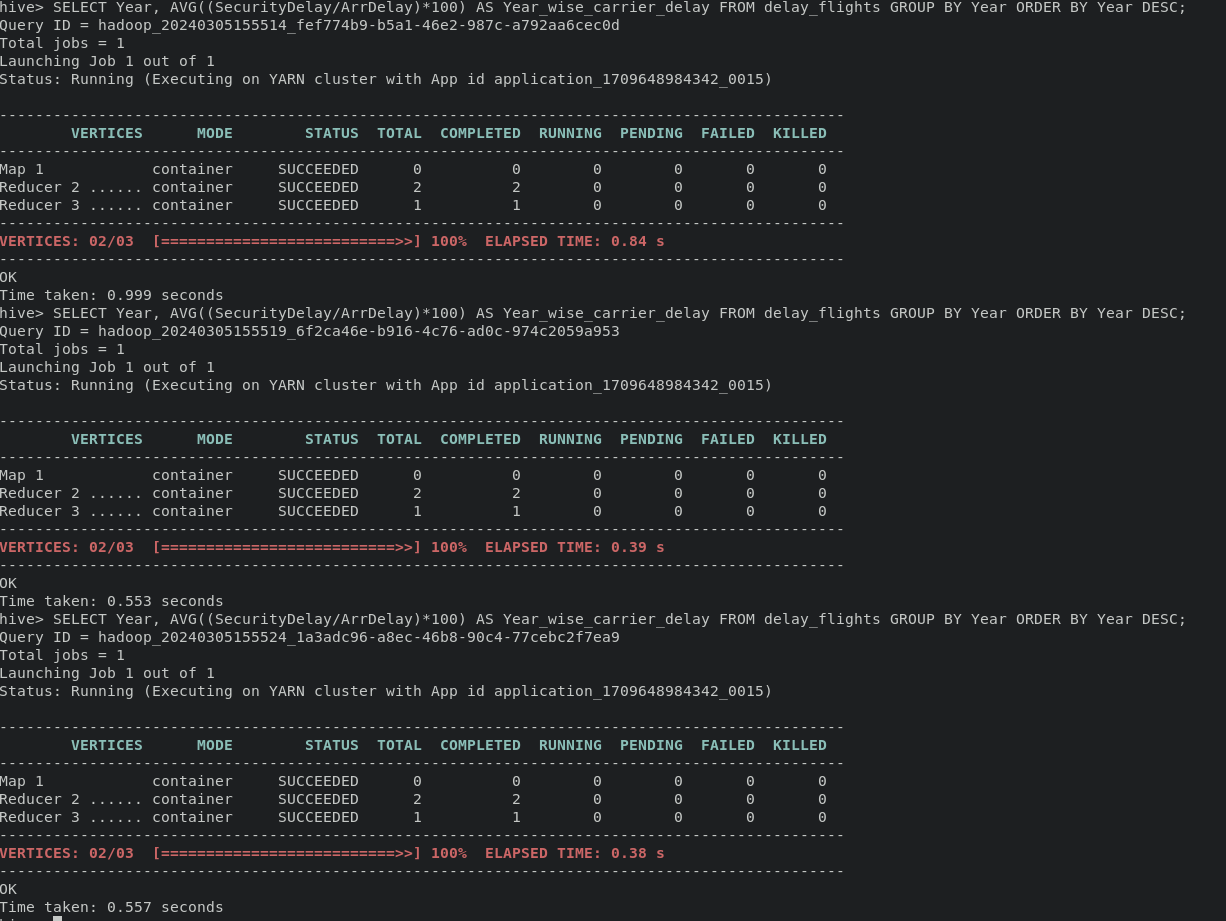 hive> SELECT Year, AVG((SecurityDelay/ArrDelay)*100) AS Year_wise_carrier_delay FROM delay_flights GROUP BY Year ORDER BY Year DESC;
Query ID = hadoop_20240305155514_fef774b9-b5a1-46e2-987c-a792aa6cec0d
Total jobs = 1
Launching Job 1 out of 1
Status: Running (Executing on YARN cluster with App id application_1709648984342_0015)

----------------------------------------------------------------------------------------------
        VERTICES      MODE        STATUS  TOTAL  COMPLETED  RUNNING  PENDING  FAILED  KILLED
----------------------------------------------------------------------------------------------
Map 1            container     SUCCEEDED      0          0        0        0       0       0
Reducer 2 ...... container     SUCCEEDED      2          2        0        0       0       0
Reducer 3 ...... container     SUCCEEDED      1          1        0        0       0       0
----------------------------------------------------------------------------------------------
VERTICES: 02/03  [==========================>>] 100%  ELAPSED TIME: 0.84 s
----------------------------------------------------------------------------------------------
OK
Time taken: 0.999 seconds
hive> SELECT Year, AVG((SecurityDelay/ArrDelay)*100) AS Year_wise_carrier_delay FROM delay_flights GROUP BY Year ORDER BY Year DESC;
Query ID = hadoop_20240305155519_6f2ca46e-b916-4c76-ad0c-974c2059a953
Total jobs = 1
Launching Job 1 out of 1
Status: Running (Executing on YARN cluster with App id application_1709648984342_0015)

----------------------------------------------------------------------------------------------
        VERTICES      MODE        STATUS  TOTAL  COMPLETED  RUNNING  PENDING  FAILED  KILLED
----------------------------------------------------------------------------------------------
Map 1            container     SUCCEEDED      0          0        0        0       0       0
Reducer 2 ...... container     SUCCEEDED      2          2        0        0       0       0
Reducer 3 ...... container     SUCCEEDED      1          1        0        0       0       0
----------------------------------------------------------------------------------------------
VERTICES: 02/03  [==========================>>] 100%  ELAPSED TIME: 0.39 s
----------------------------------------------------------------------------------------------
OK
Time taken: 0.553 seconds
hive> SELECT Year, AVG((SecurityDelay/ArrDelay)*100) AS Year_wise_carrier_delay FROM delay_flights GROUP BY Year ORDER BY Year DESC;
Query ID = hadoop_20240305155524_1a3adc96-a8ec-46b8-90c4-77cebc2f7ea9
Total jobs = 1
Launching Job 1 out of 1
Status: Running (Executing on YARN cluster with App id application_1709648984342_0015)

----------------------------------------------------------------------------------------------
        VERTICES      MODE        STATUS  TOTAL  COMPLETED  RUNNING  PENDING  FAILED  KILLED
----------------------------------------------------------------------------------------------
Map 1            container     SUCCEEDED      0          0        0        0       0       0
Reducer 2 ...... container     SUCCEEDED      2          2        0        0       0       0
Reducer 3 ...... container     SUCCEEDED      1          1        0        0       0       0
----------------------------------------------------------------------------------------------
VERTICES: 02/03  [==========================>>] 100%  ELAPSED TIME: 0.38 s
----------------------------------------------------------------------------------------------
OK
Time taken: 0.557 seconds